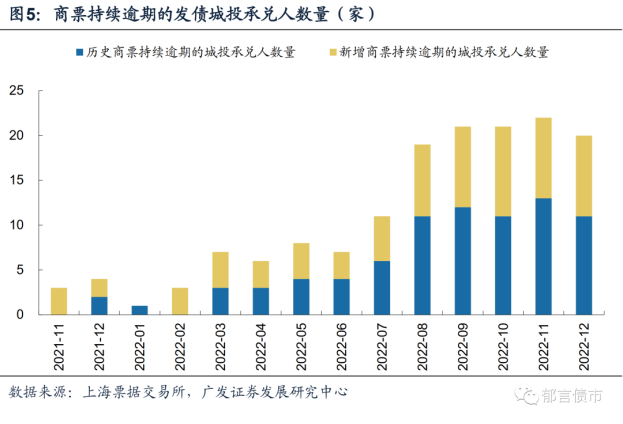 图5：商票持续逾期的发债城投承兑人数量（家）
历史商票持续逾期的城投承兑人数量 新增商票持续逾期的城投承兑人数量
25
20
15
10
5
0
2021-11 2021-12 2022-01 2022-02 2022-03 2022-04 2022-05 2022-06 2022-07 2022-08 2022-09 2022-10 2022-11 2022-12
数据来源：上海票据交易所，广发证券发展研究中心
郁言债市